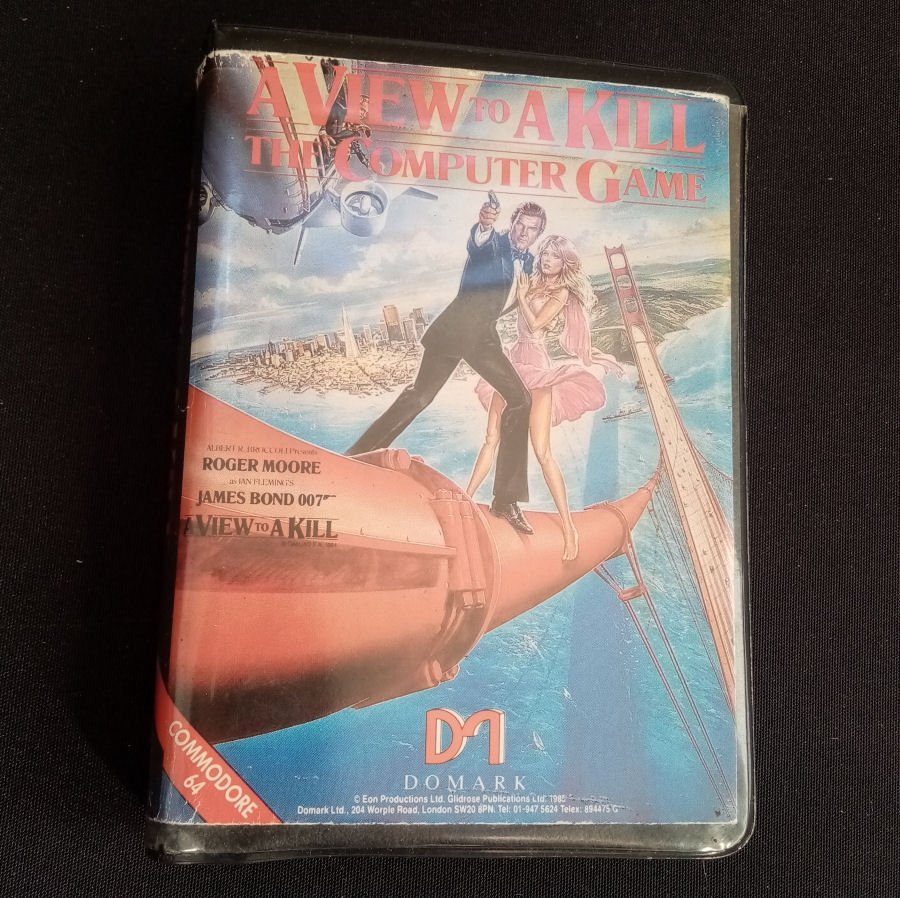 A VIEW TO A KILL
THE COMPUTER GAME
ALBERT R. BROCCOLI Presents
ROGER MOORE
as IAN FLEMING'S
JAMES BOND 007
A VIEW TO A KILL
COMMODORE
64
DOMARK
© Eon Productions Ltd. Glidrose Publications Ltd. 1985
Domark Ltd., 204 Worple Road, London SW20 8PN. Tel: 01-947 5624 Telex: 894475 G